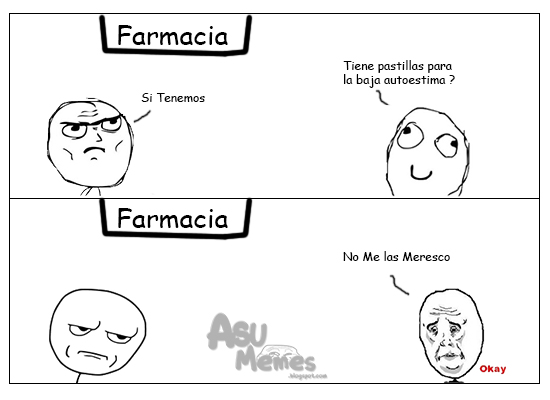 Farmacia
Tiene pastillas para
la baja autoestima ?
Si Tenemos
Farmacia
No Me las Meresco
ASU
Memes
.blogspot.com
Okay